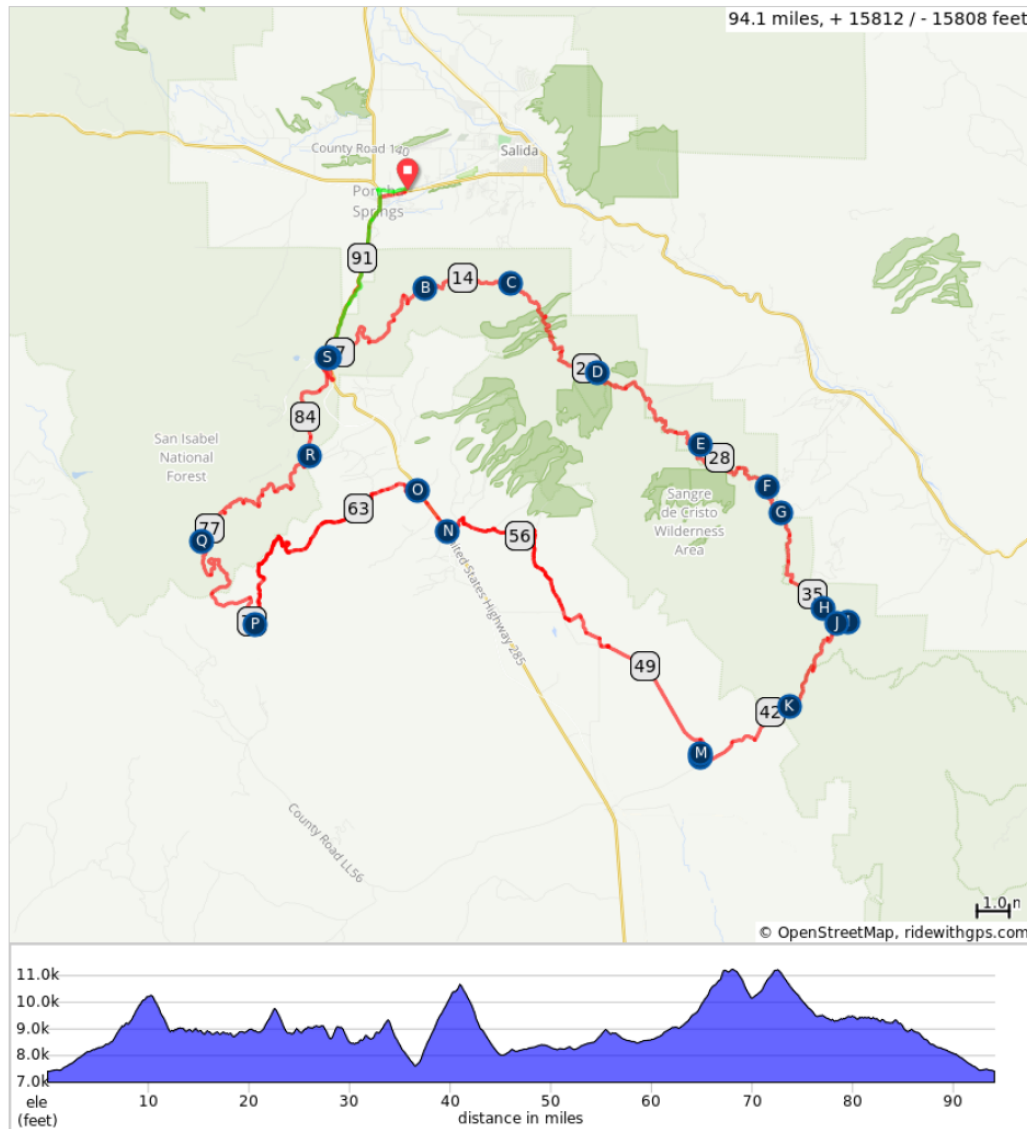 94.1 miles, + 15812 / - 15808 feet
County Road 140
Salida
Springs
91
B
14
C
S
D
84
E
28
R
F
San Isabel
National
Forest
O
63
Sangre
de Cristo
Wilderness
Area
G
77
N
56
Q
United States Highway 285
35
H
P
J
49
42
K
M
County Road LL56
1.0
© OpenStreetMap, ridewithgps.com
11.0k
10.0k
9.0k
8.0k
7.0k
ele
(feet)
10
20
30
40
50
60
70
80
90
distance in miles